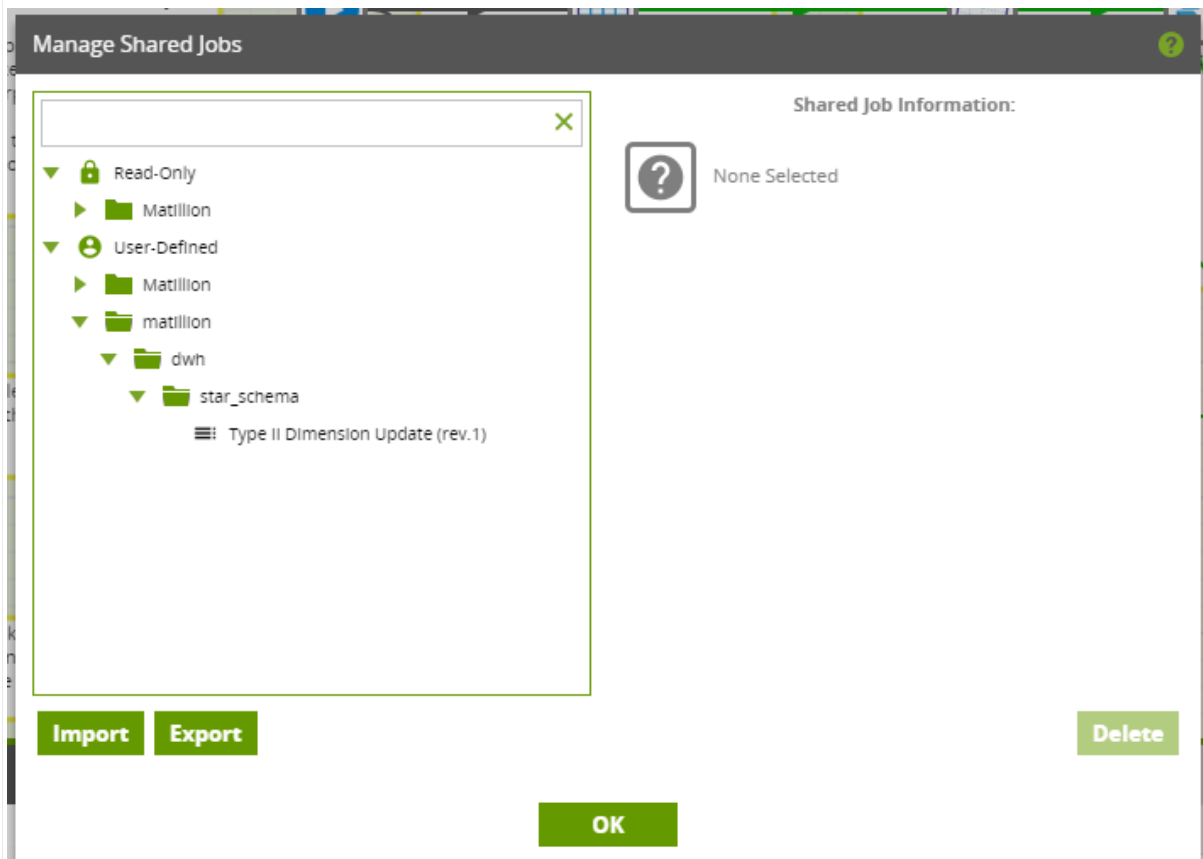 Manage Shared Jobs
Shared Job Information:
None Selected
Read-Only
Matillion
User-Defined
Matillion
matillion
dwh
star_schema
Type II Dimension Update (rev.1)
Import
Export
Delete
OK